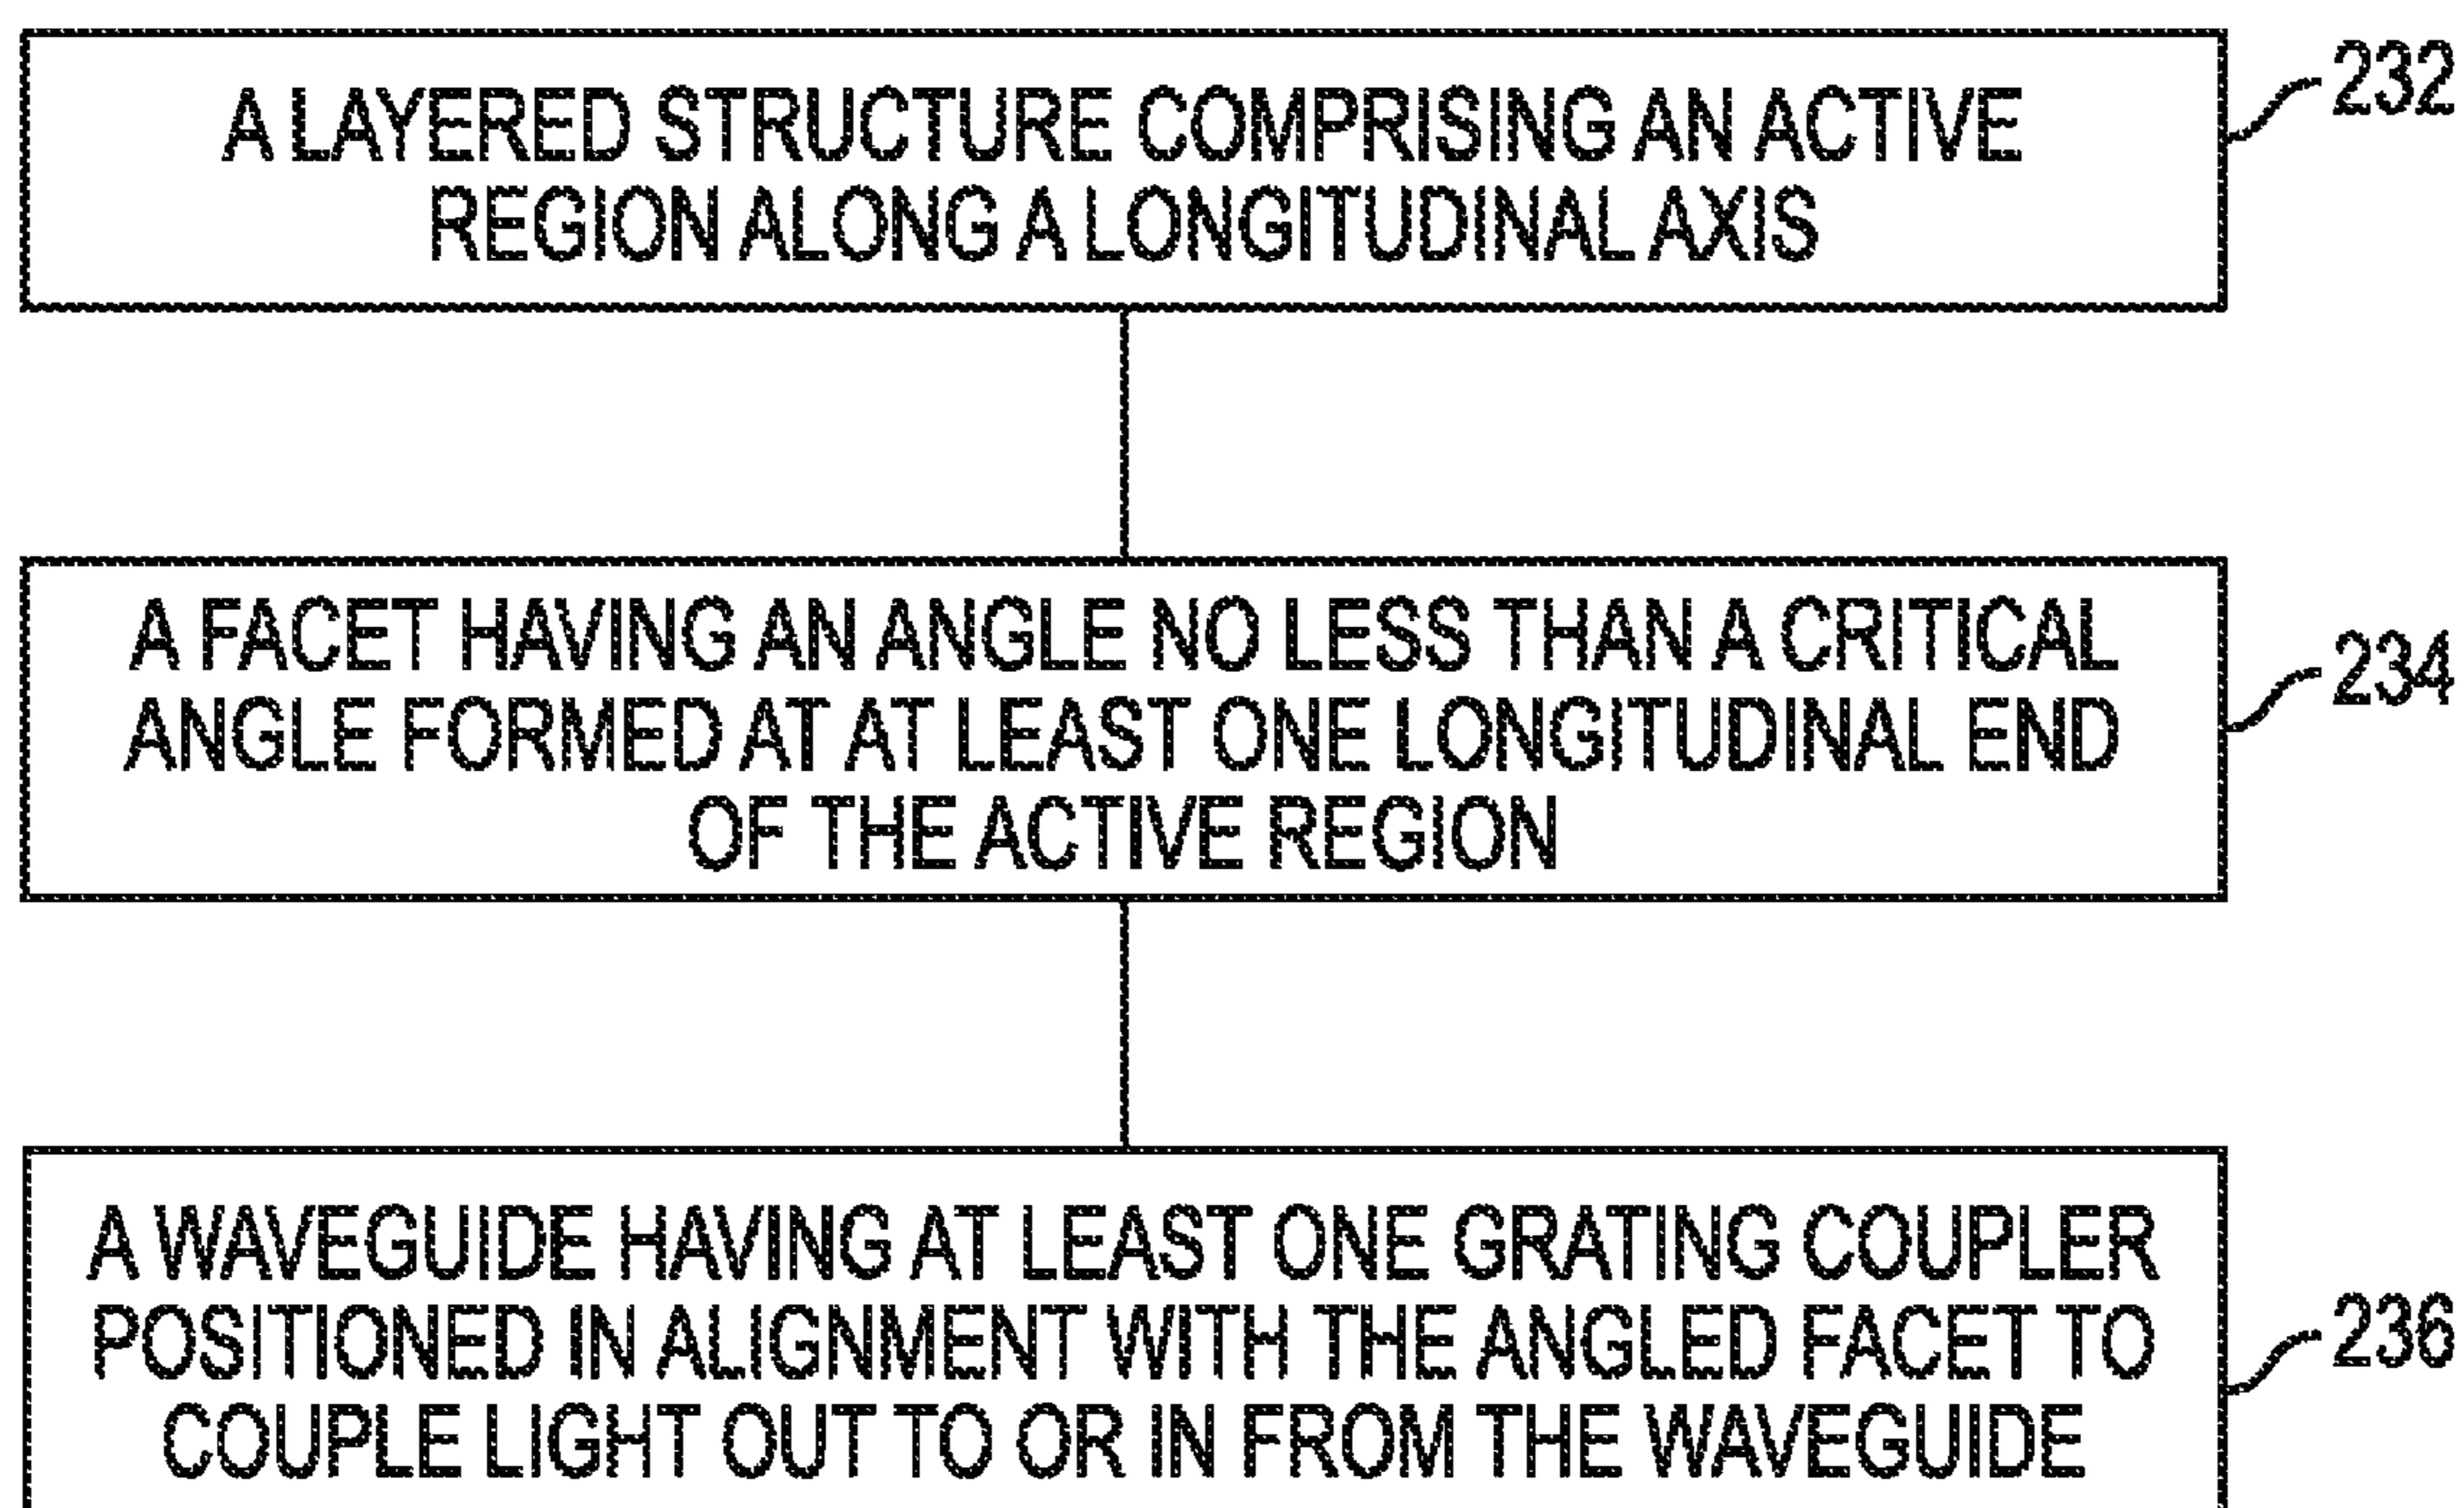 A LAYERED STRUCTURE COMPRISING AN ACTIVE
REGION ALONG A LONGITUDINAL AXIS
232
A FACET HAVING AN ANGLE NO LESS THAN A CRITICAL
ANGLE FORMED AT AT LEAST ONE LONGITUDINAL END
OF THE ACTIVE REGION
234
A WAVEGUIDE HAVING AT LEAST ONE GRATING COUPLER
POSITIONED IN ALIGNMENT WITH THE ANGLED FACET TO
COUPLE LIGHT OUT TO OR IN FROM THE WAVEGUIDE
236